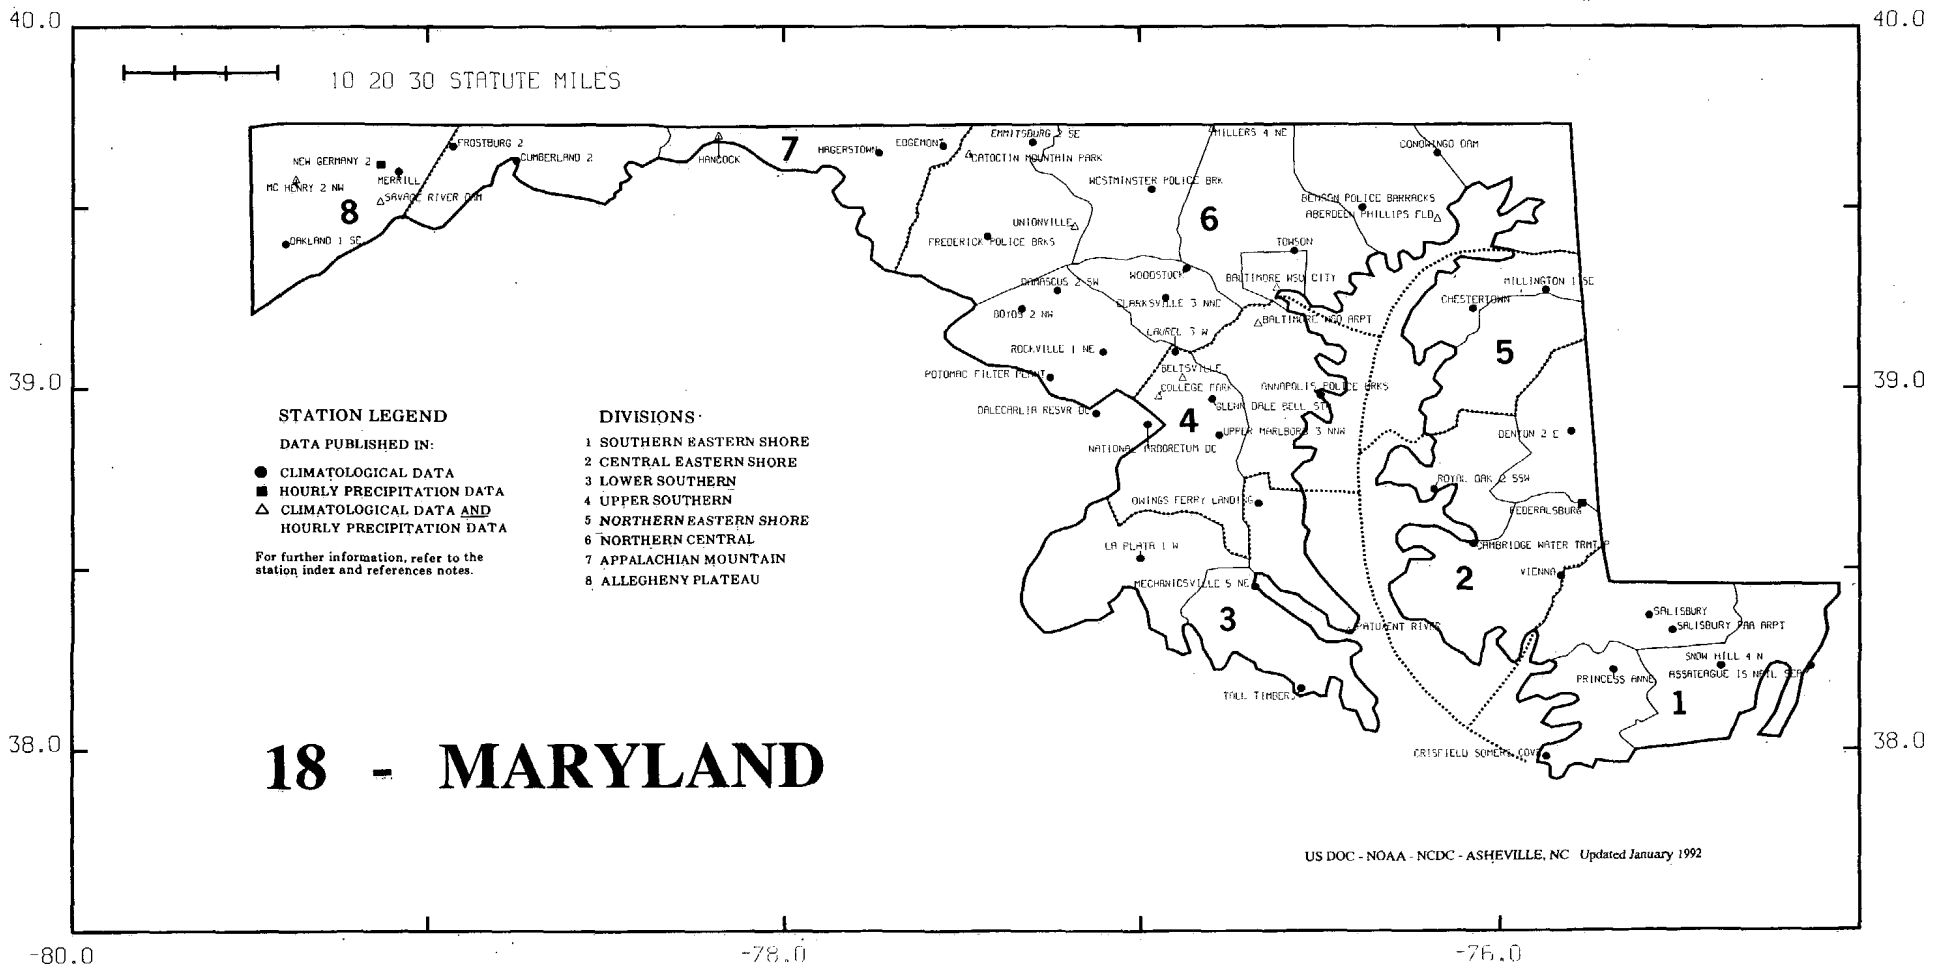 40.0
40.0
10 20 30 STATUTE MILES
FROSTBURG 2
NEW GERMANY 2
CUMBERLAND 2
MERRILL
MC HENRY 2 NW
SAVAGE RIVER DAM
8
OAKLAND 1 SE
HANCOCK
7
HAGERSTOWN
EDGEMONT
EMMITSBURG 2 SE
CATOCTIN MOUNTAIN PARK
MILLERS 4 NE
CONOWINGO DAM
WESTMINSTER POLICE BRK
BENSON POLICE BARRACKS
ABERDEEN PHILLIPS FLD
6
UNIONVILLE
FREDERICK POLICE BRKS
TOWSON
WOODSTOCK
BALTIMORE WSO CITY
DAMASCUS 2 SW
CLARKSVILLE 3 NNE
MILLINGTON 1 SE
CHESTERTOWN
BOYDS 2 NW
BALTIMORE WSO ARPT
LAUREL 3 W
ROCKVILLE 1 NE
5
BELTSVILLE
POTOMAC FILTER PLANT
COLLEGE PARK
ANNAPOLIS POLICE BRKS
39.0
39.0
DALECARLIA RESVR DC
GLENN DALE BELL STN
4
UPPER MARLBORO 3 NNW
DENTON 2 E
NATIONAL ARBORETUM DC
ROYAL OAK 2 SSW
OWINGS FERRY LANDING
FEDERALSBURG
LA PLATA 1 W
CAMBRIDGE WATER TRMT P
MECHANICSVILLE 5 NE
2
VIENNA
3
PATUXENT RIVER
SALISBURY
SALISBURY FAA ARPT
SNOW HILL 4 N
PRINCESS ANNE
ASSATEAGUE IS NATL SEA
TALL TIMBERS
1
CRISFIELD SOMERS COVE
STATION LEGEND
DATA PUBLISHED IN:
CLIMATOLOGICAL DATA
HOURLY PRECIPITATION DATA
CLIMATOLOGICAL DATA AND
HOURLY PRECIPITATION DATA
For further information, refer to the
station index and references notes.
DIVISIONS
1 SOUTHERN EASTERN SHORE
2 CENTRAL EASTERN SHORE
3 LOWER SOUTHERN
4 UPPER SOUTHERN
5 NORTHERN EASTERN SHORE
6 NORTHERN CENTRAL
7 APPALACHIAN MOUNTAIN
8 ALLEGHENY PLATEAU
38.0
38.0
18 - MARYLAND
US DOC - NOAA - NCDC - ASHEVILLE, NC Updated January 1992
-80.0
-78.0
-76.0